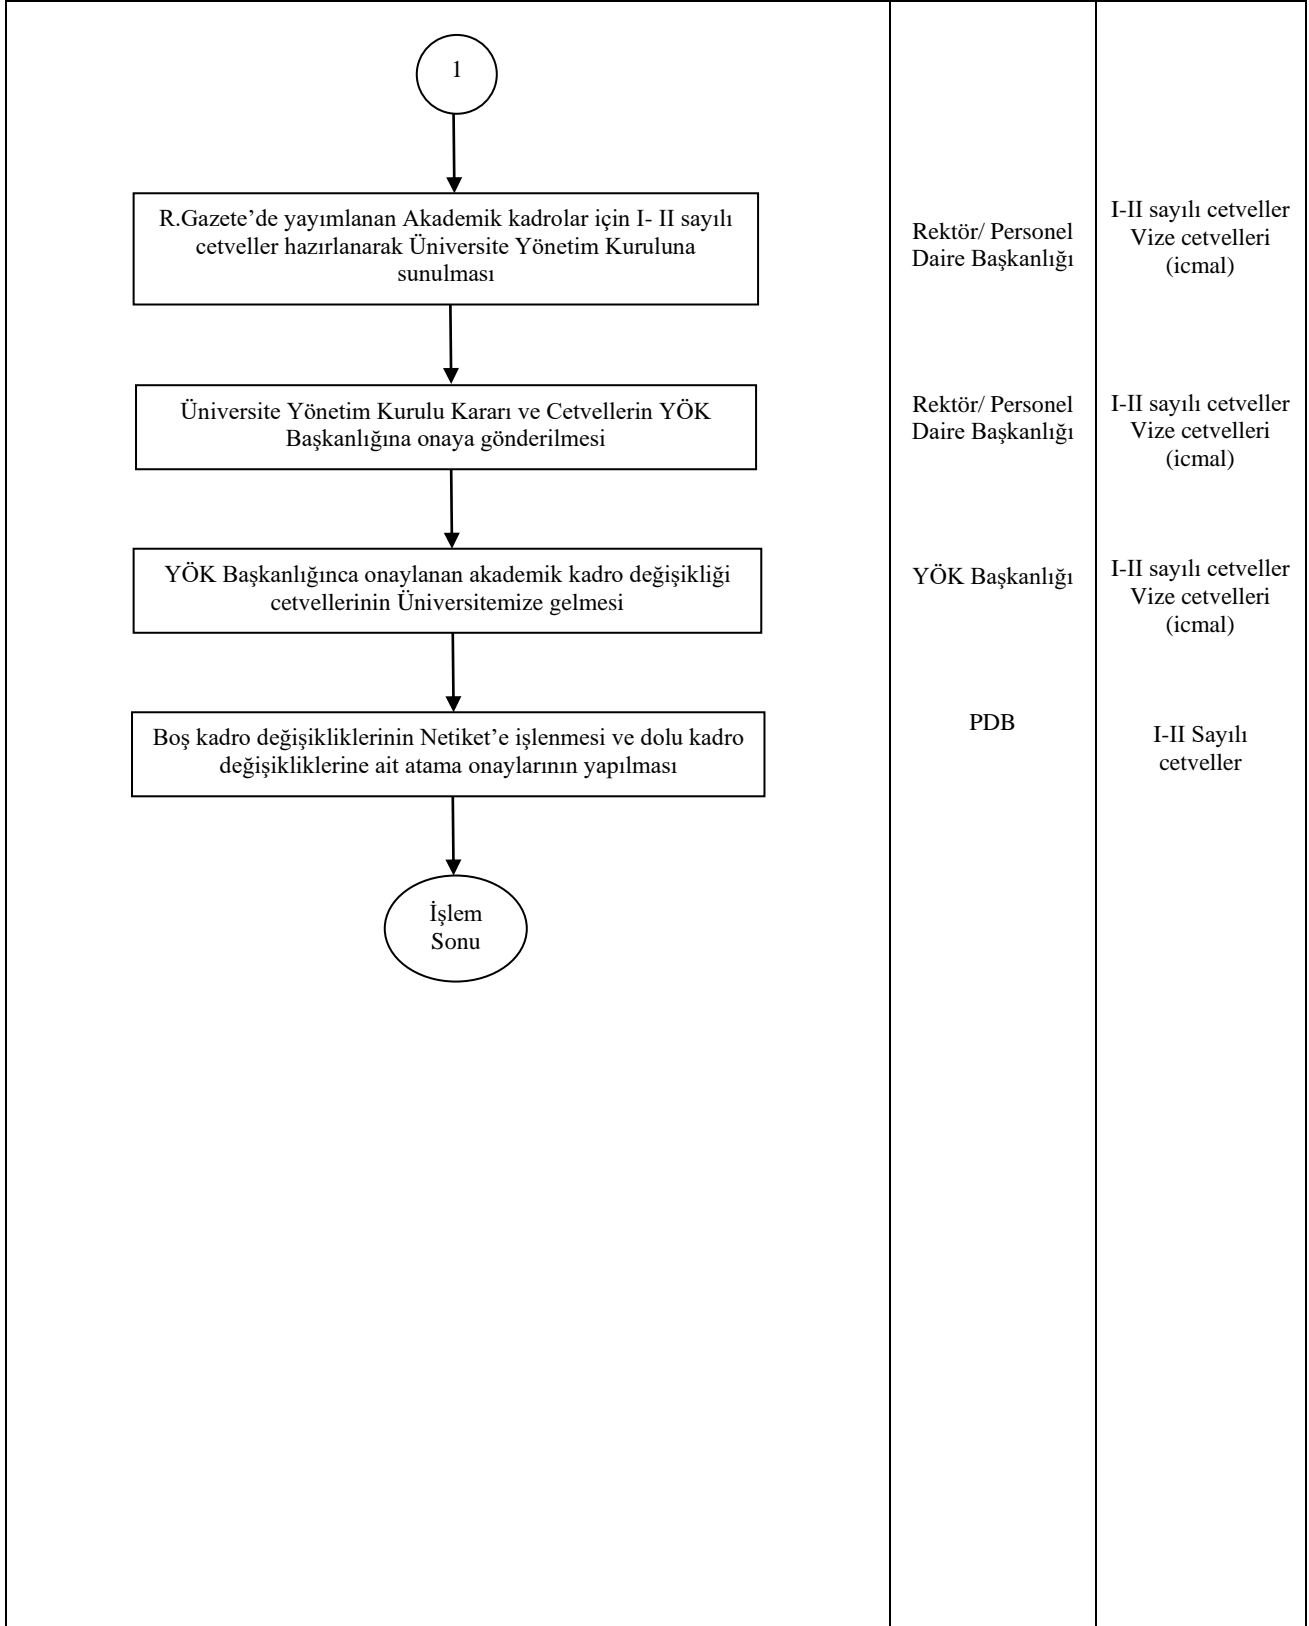 1
R.Gazete’de yayımlanan Akademik kadrolar için I- II sayılı
cetveller hazırlanarak Üniversite Yönetim Kuruluna
sunulması
Rektör/ Personel
Daire Başkanlığı
I-II sayılı cetveller
Vize cetvelleri
(icmal)
Üniversite Yönetim Kurulu Kararı ve Cetvellerin YÖK
Başkanlığına onaya gönderilmesi
Rektör/ Personel
Daire Başkanlığı
I-II sayılı cetveller
Vize cetvelleri
(icmal)
YÖK Başkanlığınca onaylanan akademik kadro değişikliği
cetvellerinin Üniversitemize gelmesi
YÖK Başkanlığı
I-II sayılı cetveller
Vize cetvelleri
(icmal)
Boş kadro değişikliklerinin Netiket’e işlenmesi ve dolu kadro
değişikliklerine ait atama onaylarının yapılması
PDB
I-II Sayılı
cetveller
İşlem
Sonu